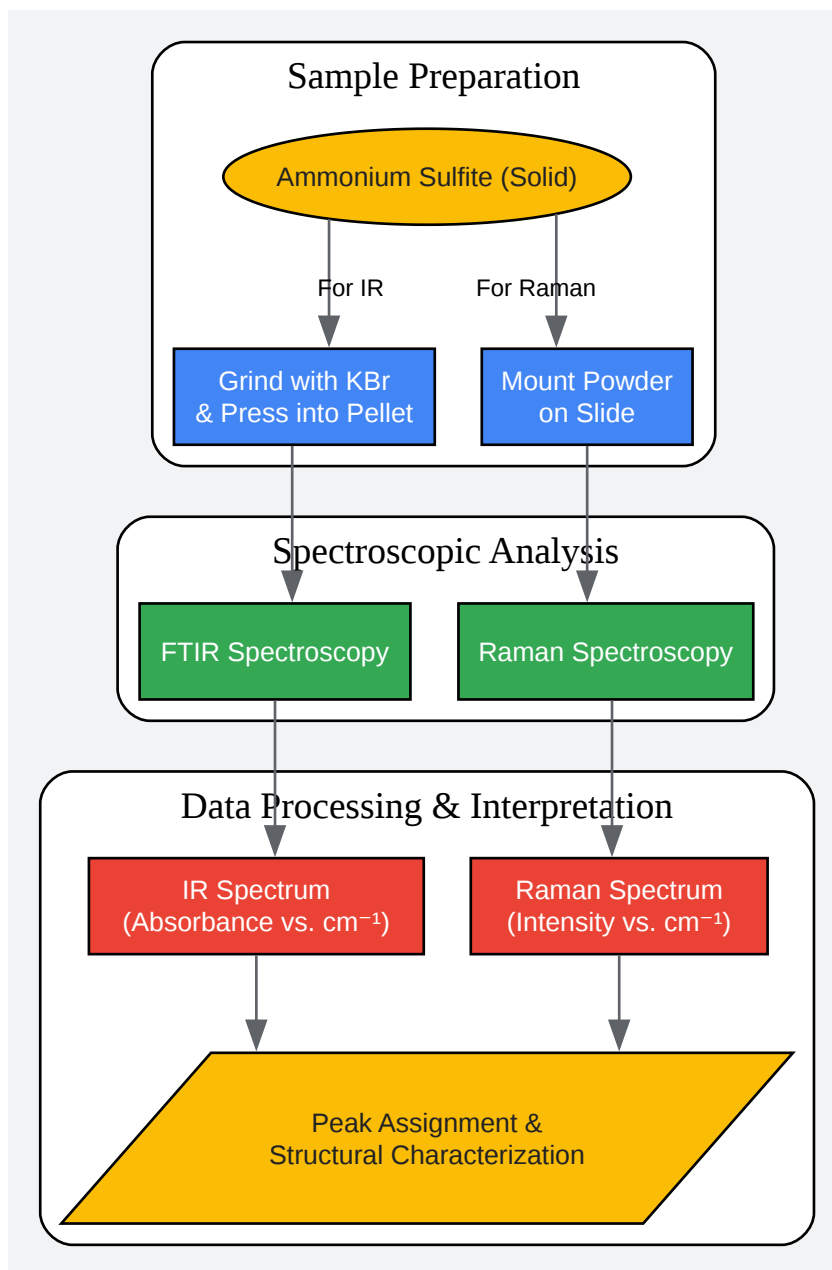 Sample Preparation
Ammonium Sulfite (Solid)
For IR
For Raman
Grind with KBr
& Press into Pellet
Mount Powder
on Slide
Spectroscopic Analysis
FTIR Spectroscopy
Raman Spectroscopy
Data Processing & Interpretation
IR Spectrum
(Absorbance vs. cm⁻¹)
Raman Spectrum
(Intensity vs. cm⁻¹)
Peak Assignment &
Structural Characterization